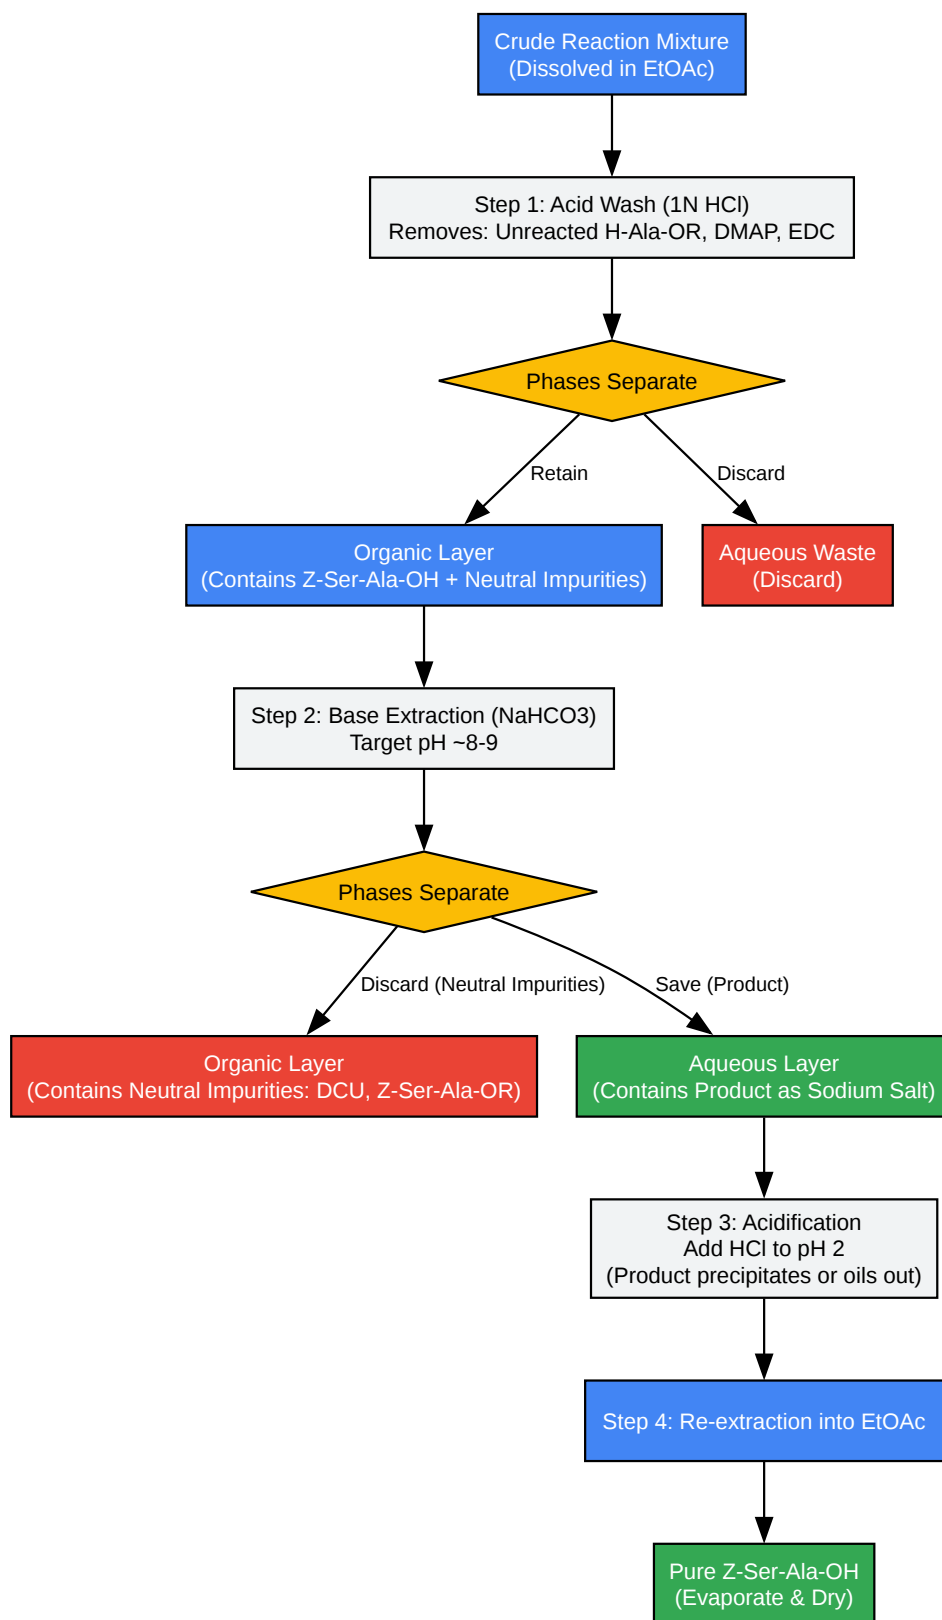 Crude Reaction Mixture
(Dissolved in EtOAc)
Step 1: Acid Wash (1N HCl)
Removes: Unreacted H-Ala-OR, DMAP, EDC
Phases Separate
Retain
Discard
Organic Layer
(Contains Z-Ser-Ala-OH + Neutral Impurities)
Aqueous Waste
(Discard)
Step 2: Base Extraction (NaHCO3)
Target pH ~8-9
Phases Separate
Discard (Neutral Impurities)
Save (Product)
Organic Layer
(Contains Neutral Impurities: DCU, Z-Ser-Ala-OR)
Aqueous Layer
(Contains Product as Sodium Salt)
Step 3: Acidification
Add HCl to pH 2
(Product precipitates or oils out)
Step 4: Re-extraction into EtOAc
Pure Z-Ser-Ala-OH
(Evaporate & Dry)